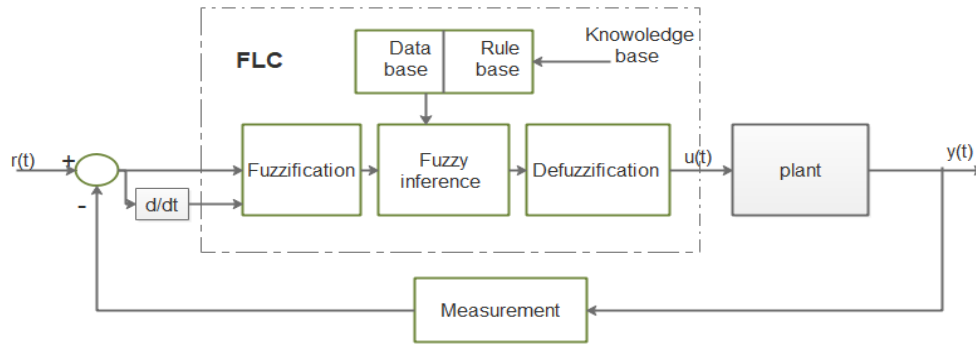 FLC
Data
base
Rule
base
Knowoledge
base
r(t)
+
-
d/dt
Fuzzification
Fuzzy
inference
Defuzzification
u(t)
plant
y(t)
Measurement